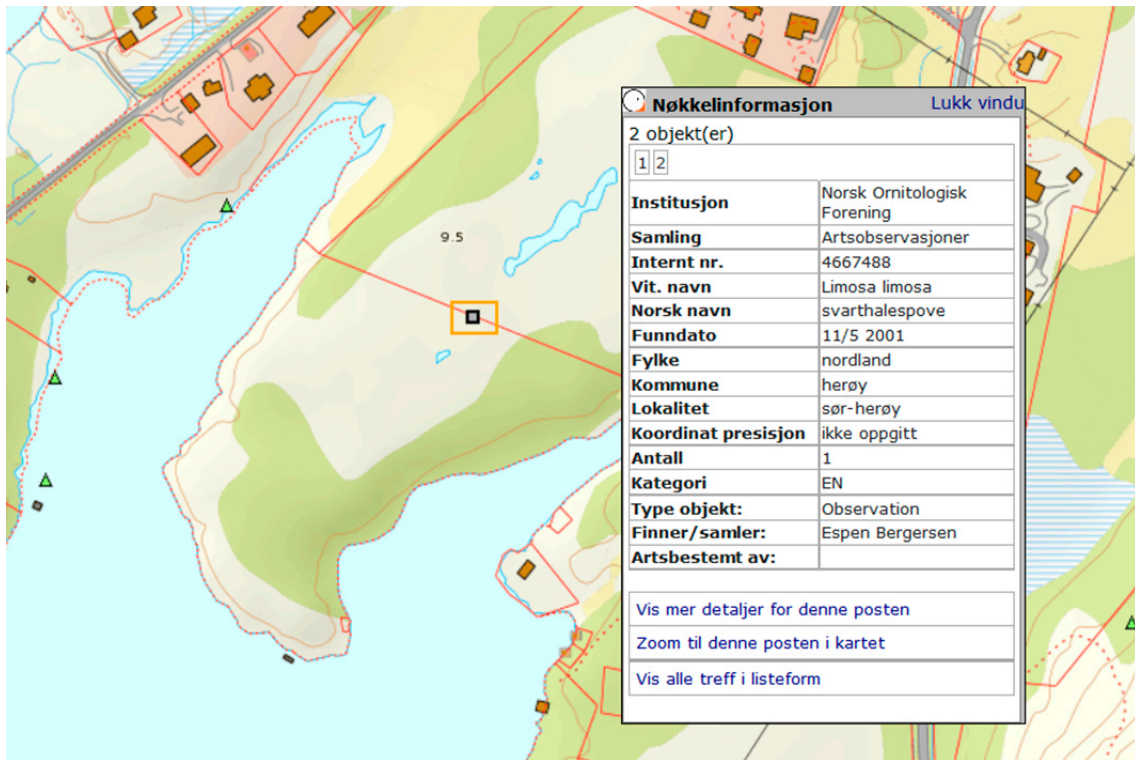 9.5
Nøkkelinformasjon Lukk vindu
2 objekt(er)
1 2
Institusjon Norsk Ornitologisk
Forening
Samling Artsobservasjoner
Internt nr. 4667488
Vit. navn Limosa limosa
Norsk navn svarthalespove
Funndato 11/5 2001
Fylke nordland
Kommune herøy
Lokalitet sør-herøy
Koordinat presisjon ikke oppgitt
Antall 1
Kategori EN
Type objekt: Observation
Finner/samler: Espen Bergersen
Artsbestemt av:
Vis mer detaljer for denne posten
Zoom til denne posten i kartet
Vis alle treff i listeform